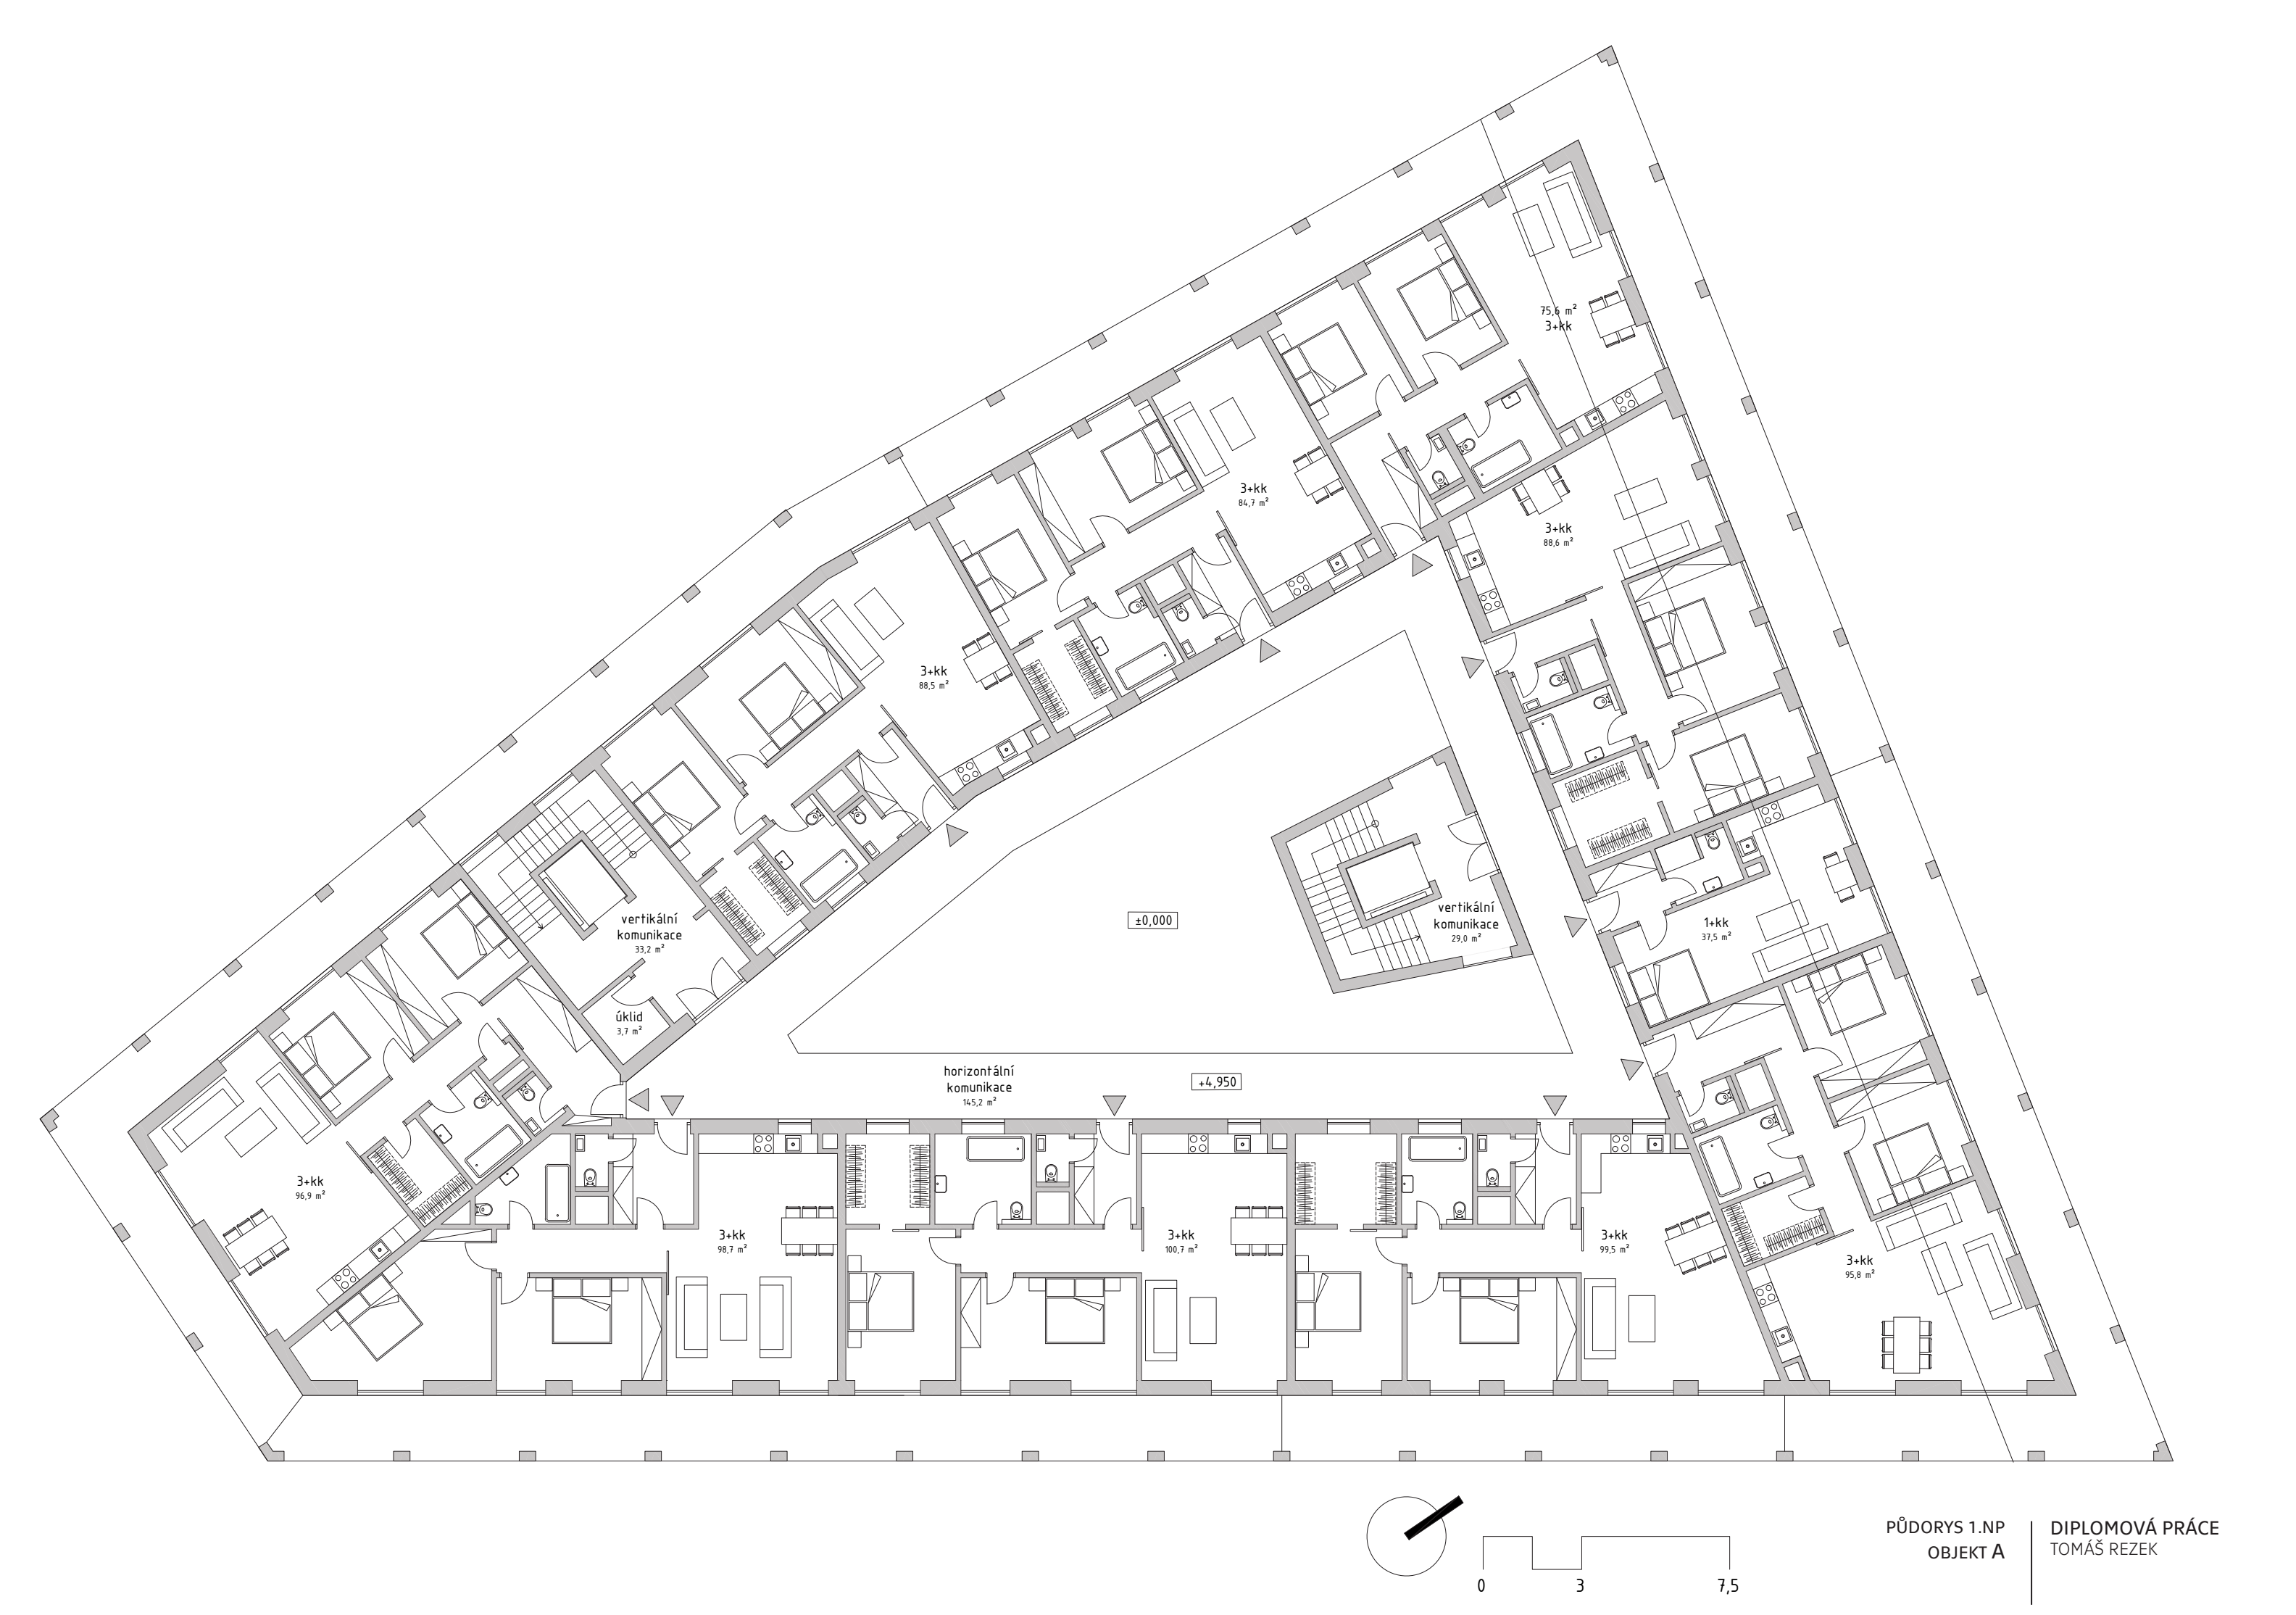 75,6 m²
3+kk
3+kk
84,7 m²
3+kk
88,6 m²
3+kk
88,5 m²
vertikální
komunikace
33,2 m²
vertikální
komunikace
29,0 m²
±0,000
1+kk
37,5 m²
úklid
3,7 m²
horizontální
komunikace
145,2 m²
+4,950
3+kk
96,9 m²
3+kk
98,7 m²
3+kk
100,7 m²
3+kk
99,5 m²
3+kk
95,8 m²
0
3
7,5
PŮDORYS 1.NP
OBJEKT A
DIPLOMOVÁ PRÁCE
TOMÁŠ REZEK